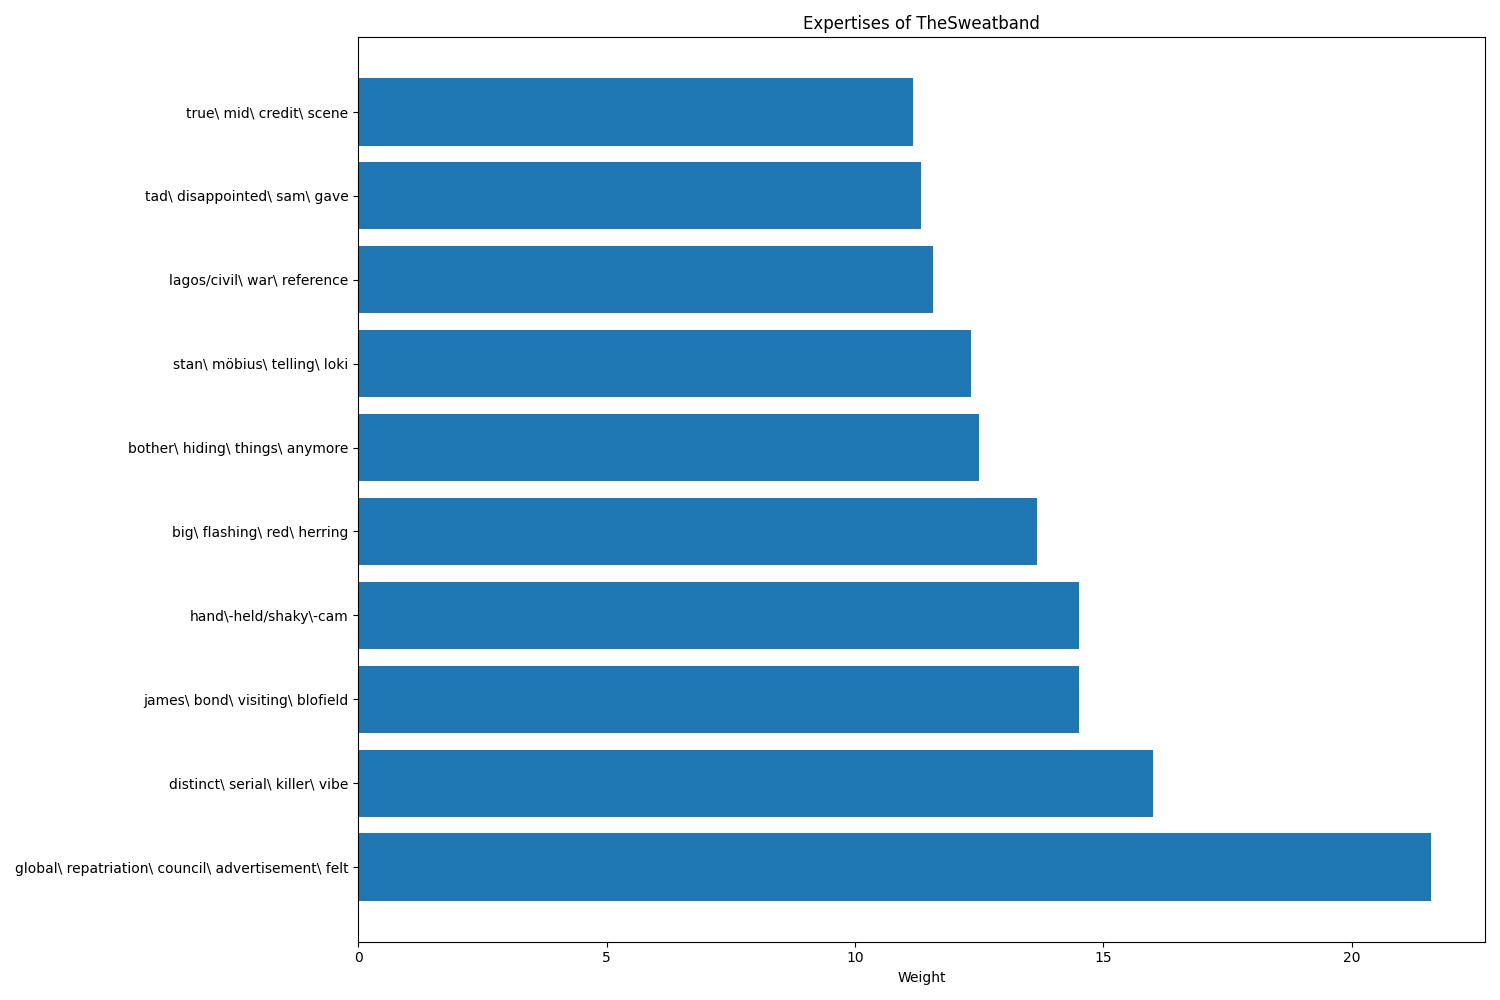 Expertises of TheSweatband
true\ mid\ credit\ scene
tad\ disappointed\ sam\ gave
lagos/civil\ war\ reference
stan\ möbius\ telling\ loki
bother\ hiding\ things\ anymore
big\ flashing\ red\ herring
hand\-held/shaky\-cam
james\ bond\ visiting\ blofield
distinct\ serial\ killer\ vibe
global\ repatriation\ council\ advertisement\ felt
0 5 10 15 20
Weight